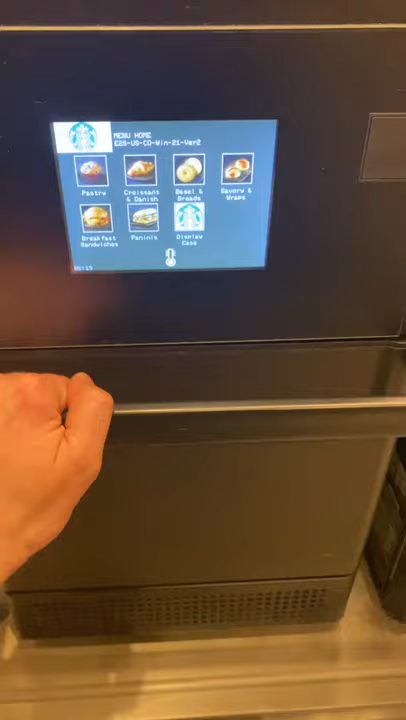 MENU HOME
E25-US-CO-Win-21-Ver2
Pastry
Croissant
& Danish
Bagel &
Breads
Savory &
Wraps
Breakfast
Sandwiches
Paninis
Display
Case